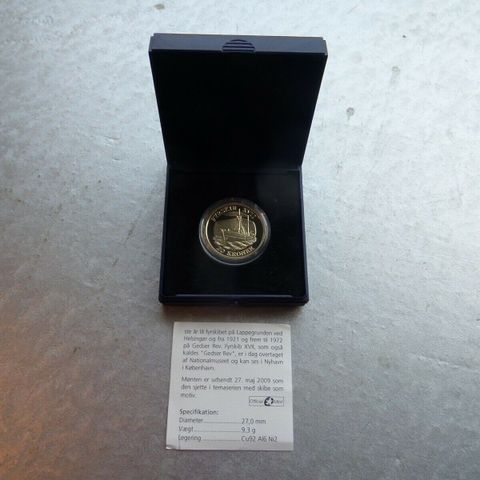 FYRSKIB XVII
20 KRONER
ste år lå fyrskibet på Lappegrunden ved
Helsingør og fra 1921 og frem til 1972
på Gedser Rev. Fyrskib XVII, som også
kaldes "Gedser Rev", er i dag overtaget
af Nationalmuseet og kan ses i Nyhavn
i København.
Mønten er udsendt 27. maj 2009 som
den sjette i temaserien med skibe som
motiv.
Official Mint
Specifikation:
Diameter 27,0 mm
Vægt 9,3 g
Legering Cu92 Al6 Ni2